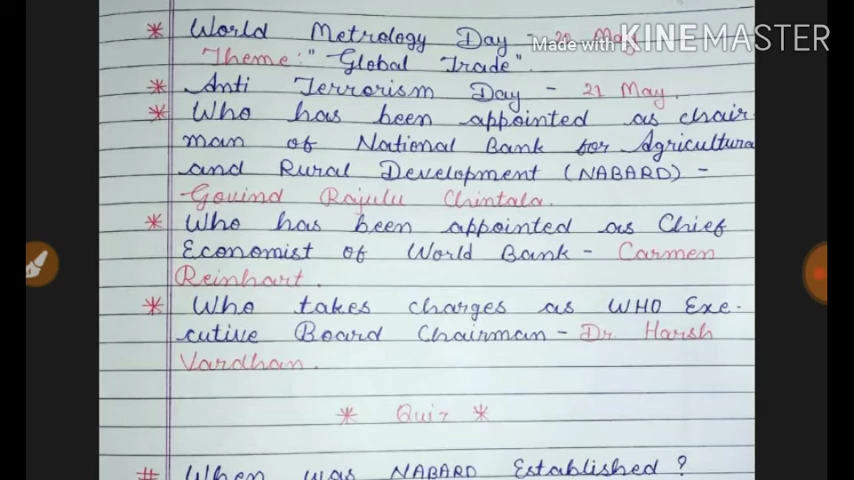 * World Metrology Day - 20 May
Made with KINEMASTER
Theme: "Global Trade".
* Anti Terrorism Day - 21 May.
* Who has been appointed as chair
man of National Bank for Agricultura
and Rural Development (NABARD) -
Govind Rajulu Chintala.
* Who has been appointed as Chief
Economist of World Bank - Carmen
Reinhart.
* Who takes charges as WHO Exe-
cutive Board Chairman - Dr Harsh
Vardhan.
* Quiz *
# When was NABARD Established ?